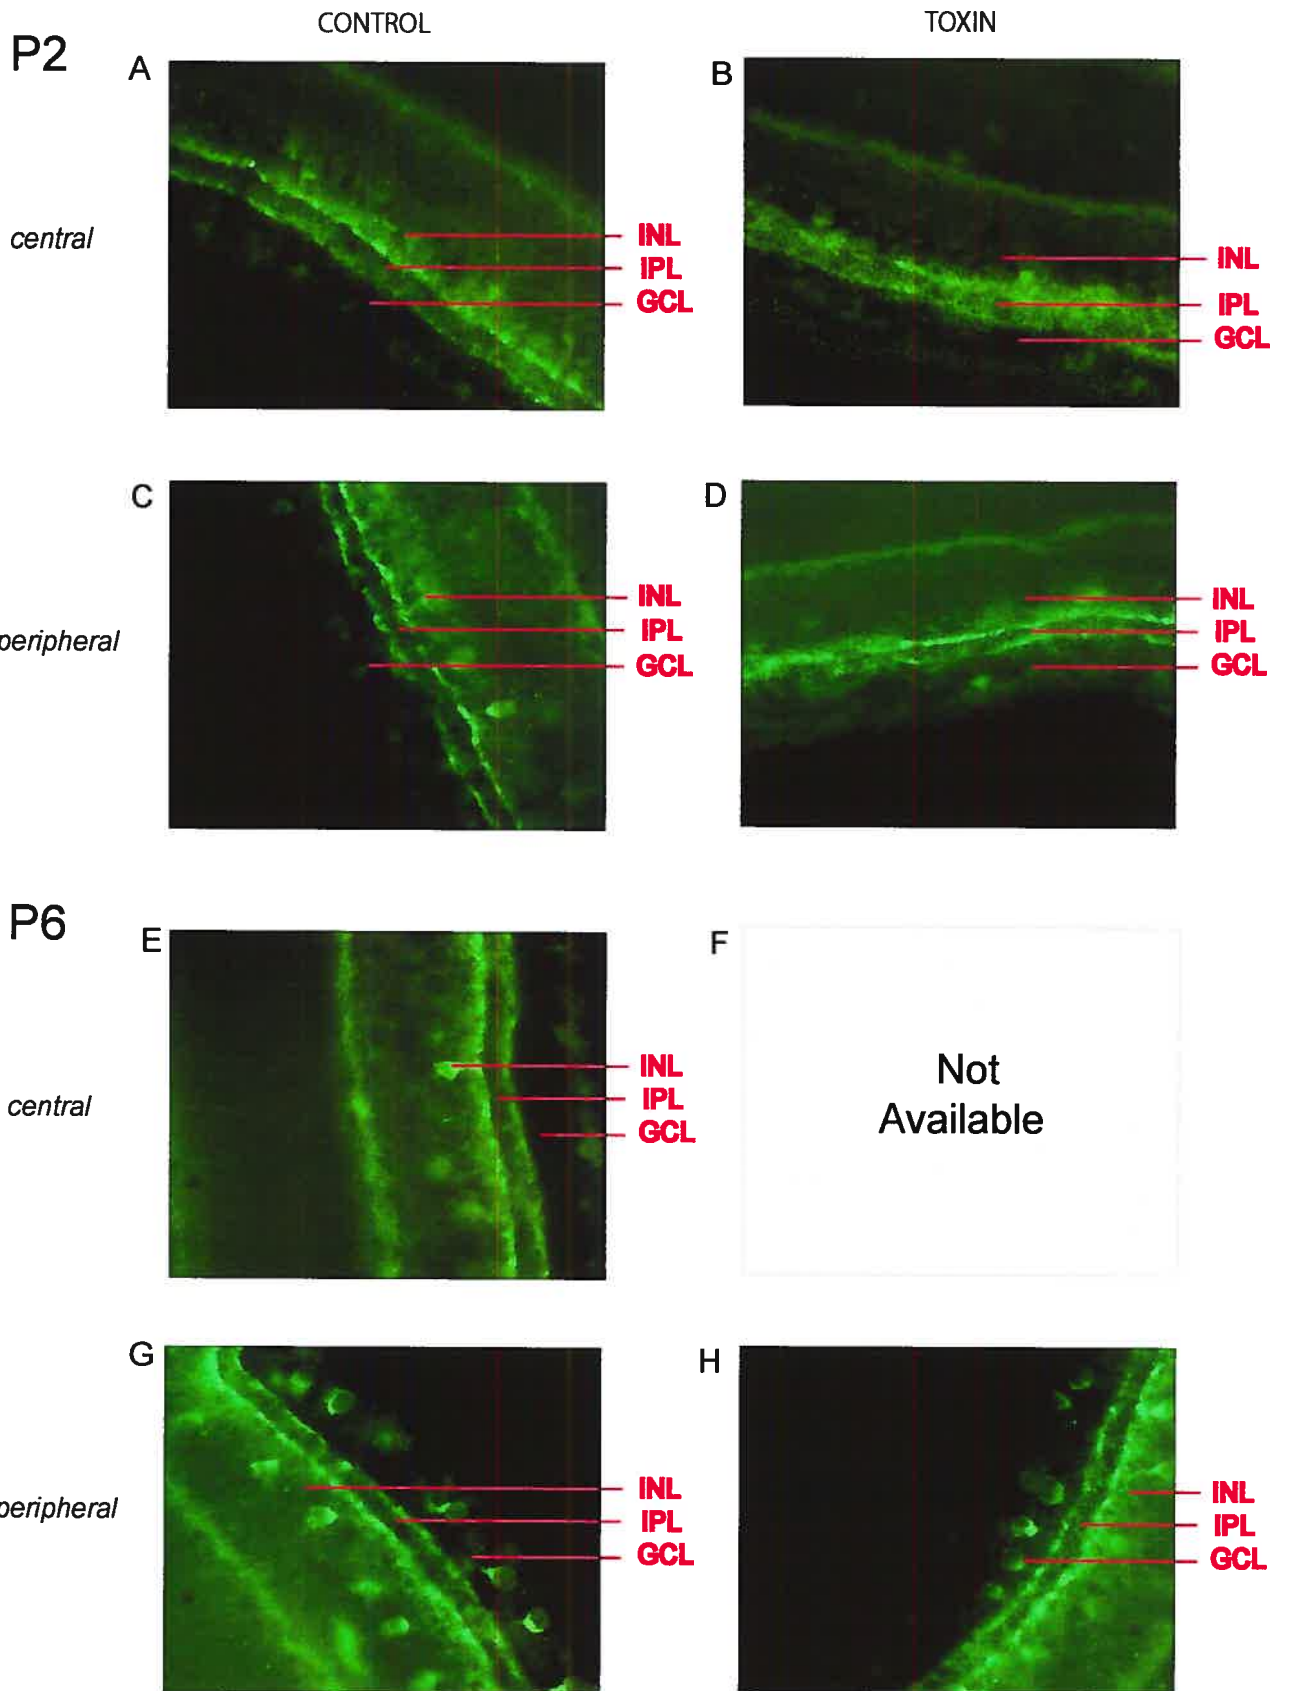 CONTROL
TOXIN
P2
A
B
central
INL
IPL
GCL
INL
IPL
GCL
C
D
peripheral
INL
IPL
GCL
INL
IPL
GCL
P6
E
F
central
INL
IPL
GCL
Not
Available
G
H
peripheral
INL
IPL
GCL
INL
IPL
GCL